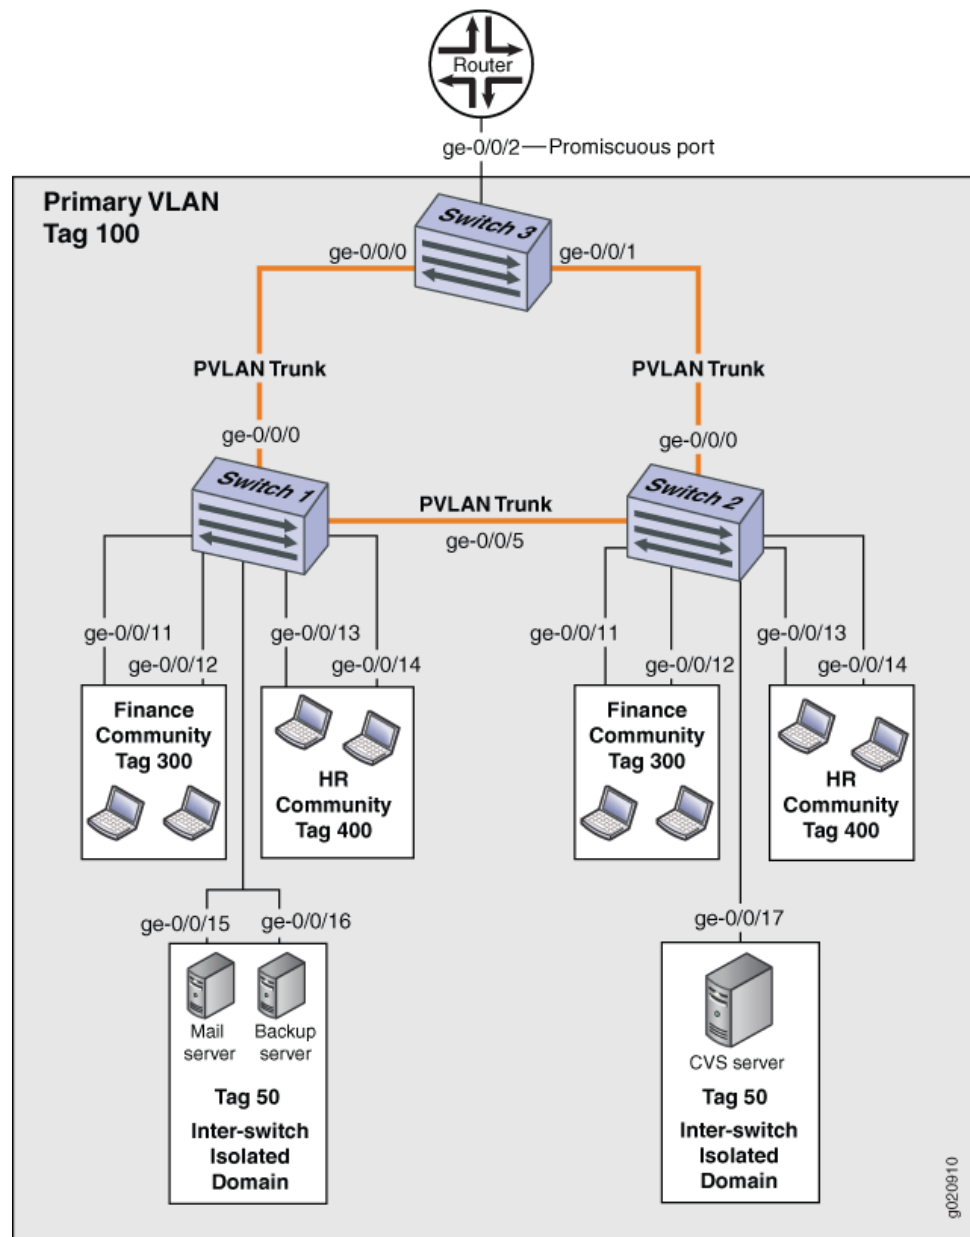 Router
ge-0/0/2
Promiscuous port
Primary VLAN
Tag 100
Switch 3
ge-0/0/0
ge-0/0/1
PVLAN Trunk
PVLAN Trunk
ge-0/0/0
ge-0/0/0
Switch 1
Switch 2
PVLAN Trunk
ge-0/0/5
ge-0/0/11
ge-0/0/12
ge-0/0/13
ge-0/0/14
ge-0/0/11
ge-0/0/12
ge-0/0/13
ge-0/0/14
Finance
Community
Tag 300
HR
Community
Tag 400
Finance
Community
Tag 300
HR
Community
Tag 400
ge-0/0/15
ge-0/0/16
ge-0/0/17
Mail
server
Backup
server
Tag 50
Inter-switch
Isolated
Domain
CVS server
Tag 50
Inter-switch
Isolated
Domain
g020910